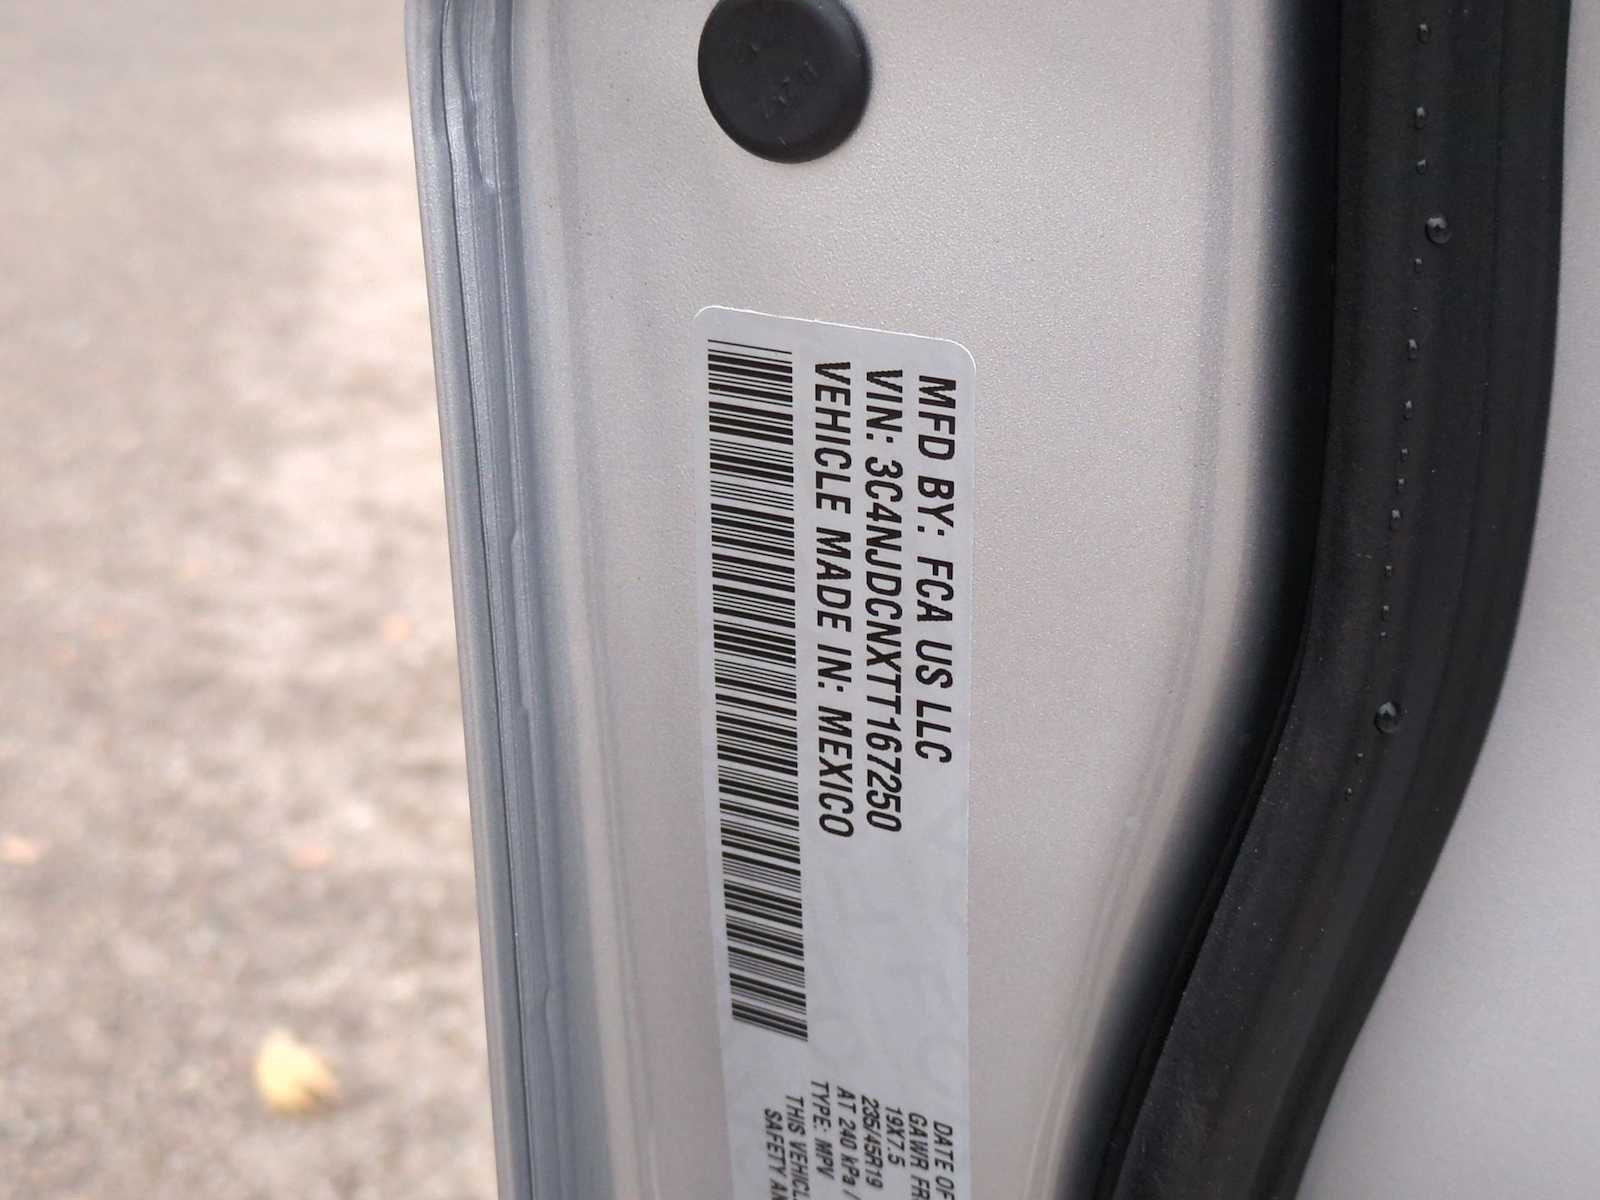 MFD BY: FCA US LLC
VIN: 3C4NJDCNXTT167250
VEHICLE MADE IN: MEXICO
DATE OF
GAWR FR
19X7.5
235/45R19
AT 240 kPa /
TYPE: MPV
THIS VEHICL
SAFETY AN